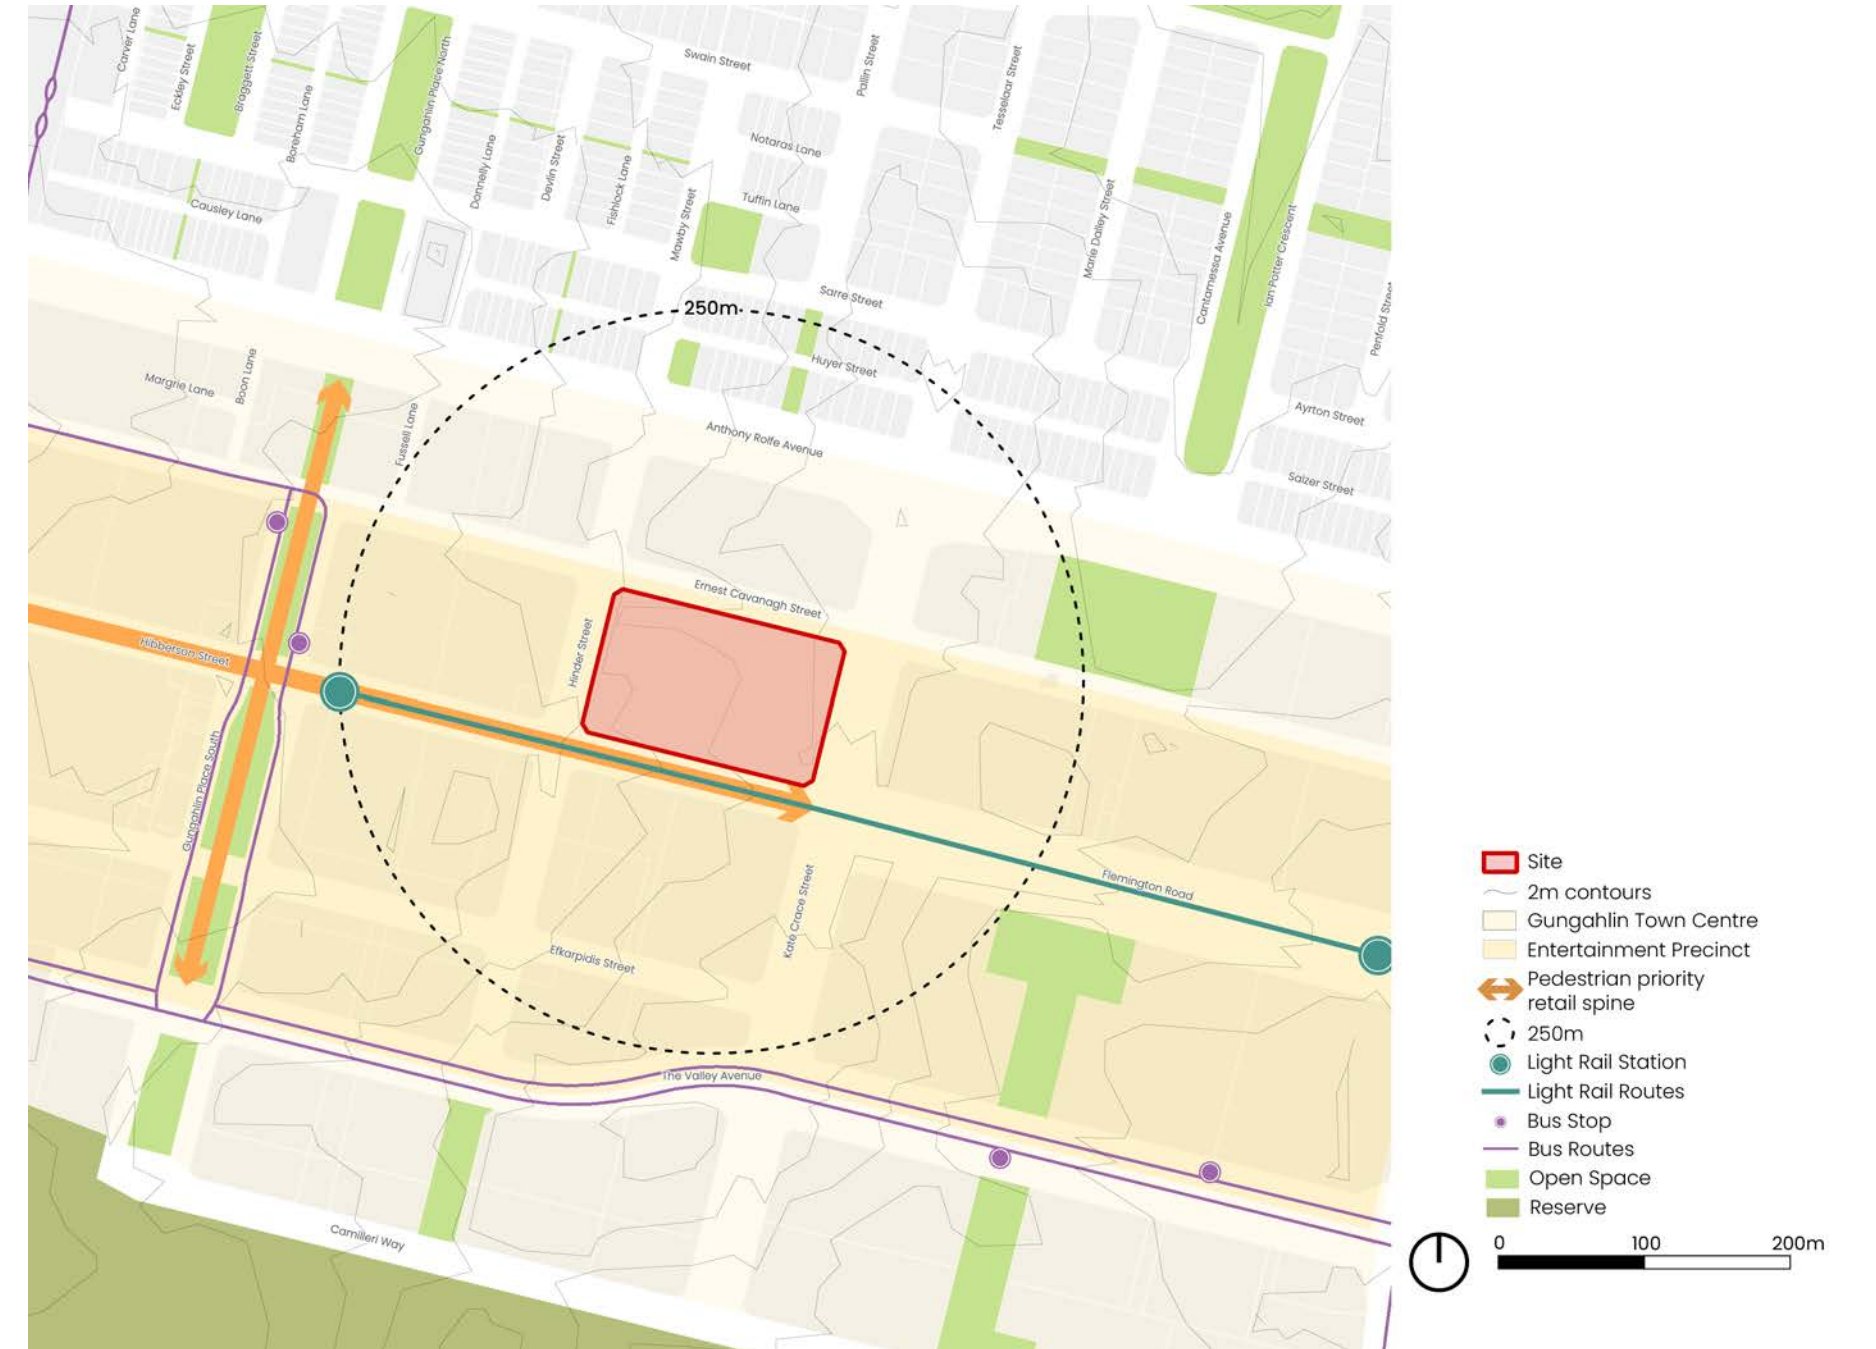 Carver Lane
Eckley Street
Braggett Street
Boreham Lane
Gungahlin Place North
Donnelly Lane
Devlin Street
Fishlock Lane
Mawby Street
Swain Street
Pallin Street
Tesselaar Street
Notaras Lane
Tuffin Lane
Causley Lane
Marie Dalley Street
Cantamessa Avenue
Ian Potter Crescent
Penfold Street
Sarre Street
250m
Huyer Street
Margrie Lane
Boon Lane
Fussell Lane
Anthony Rolfe Avenue
Ayrton Street
Salzer Street
Ernest Cavanagh Street
Hinder Street
Hibberson Street
Gungahlin Place South
Flemington Road
Kate Crace Street
Efkarpidis Street
The Valley Avenue
Camilleri Way
Site
2m contours
Gungahlin Town Centre
Entertainment Precinct
Pedestrian priority
retail spine
250m
Light Rail Station
Light Rail Routes
Bus Stop
Bus Routes
Open Space
Reserve
0 100 200m